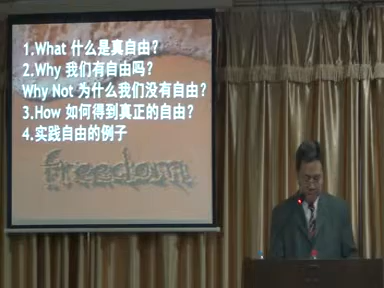 1.What 什么是真自由?
2.Why 我们有自由吗?
Why Not 为什么我们没有自由?
3.How 如何得到真正的自由?
4.实践自由的例子
freedom